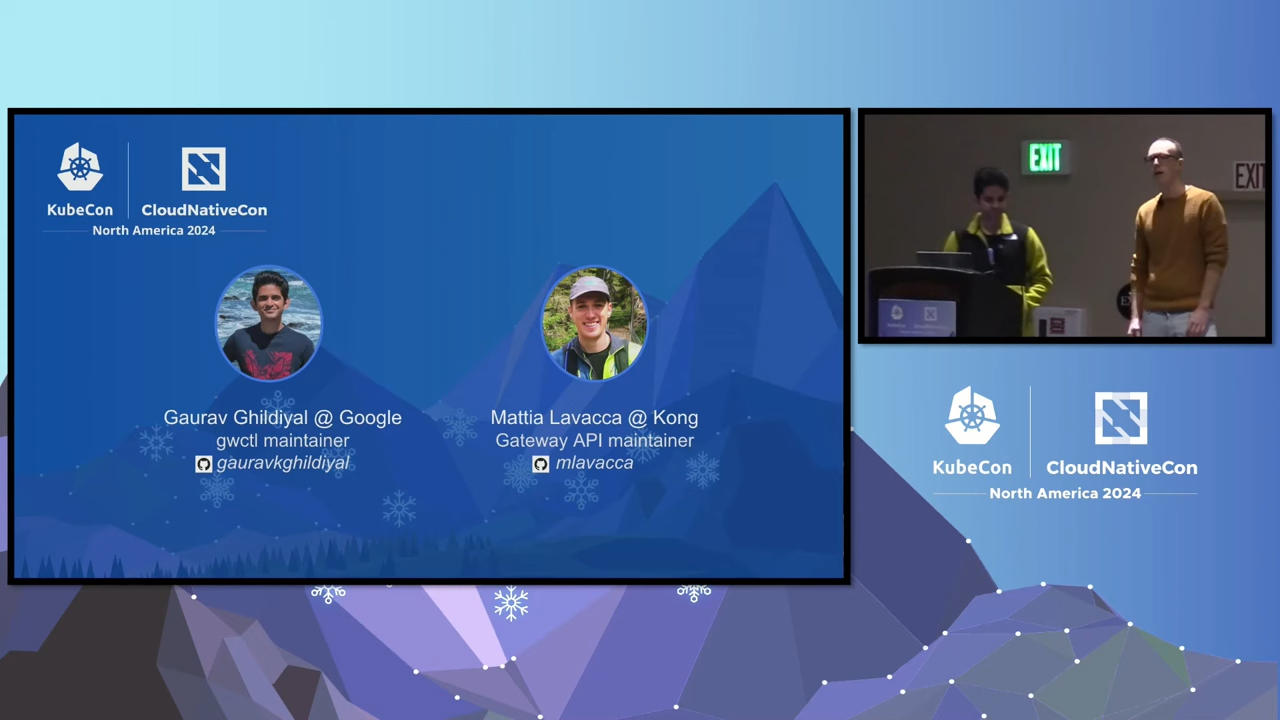 KubeCon
CloudNativeCon
North America 2024
Gaurav Ghildiyal @ Google
gwctl maintainer
gauravkghildiyal
Mattia Lavacca @ Kong
Gateway API maintainer
mlavacca
EXIT
EXIT
KubeCon
CloudNativeCon
North America 2024